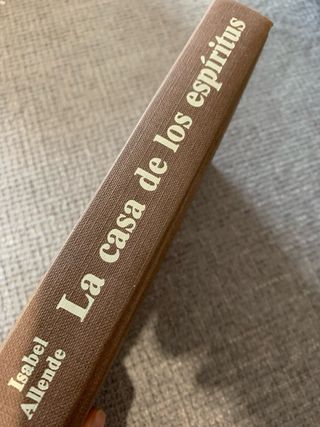 Isabel
Allende
La casa de los espíritus